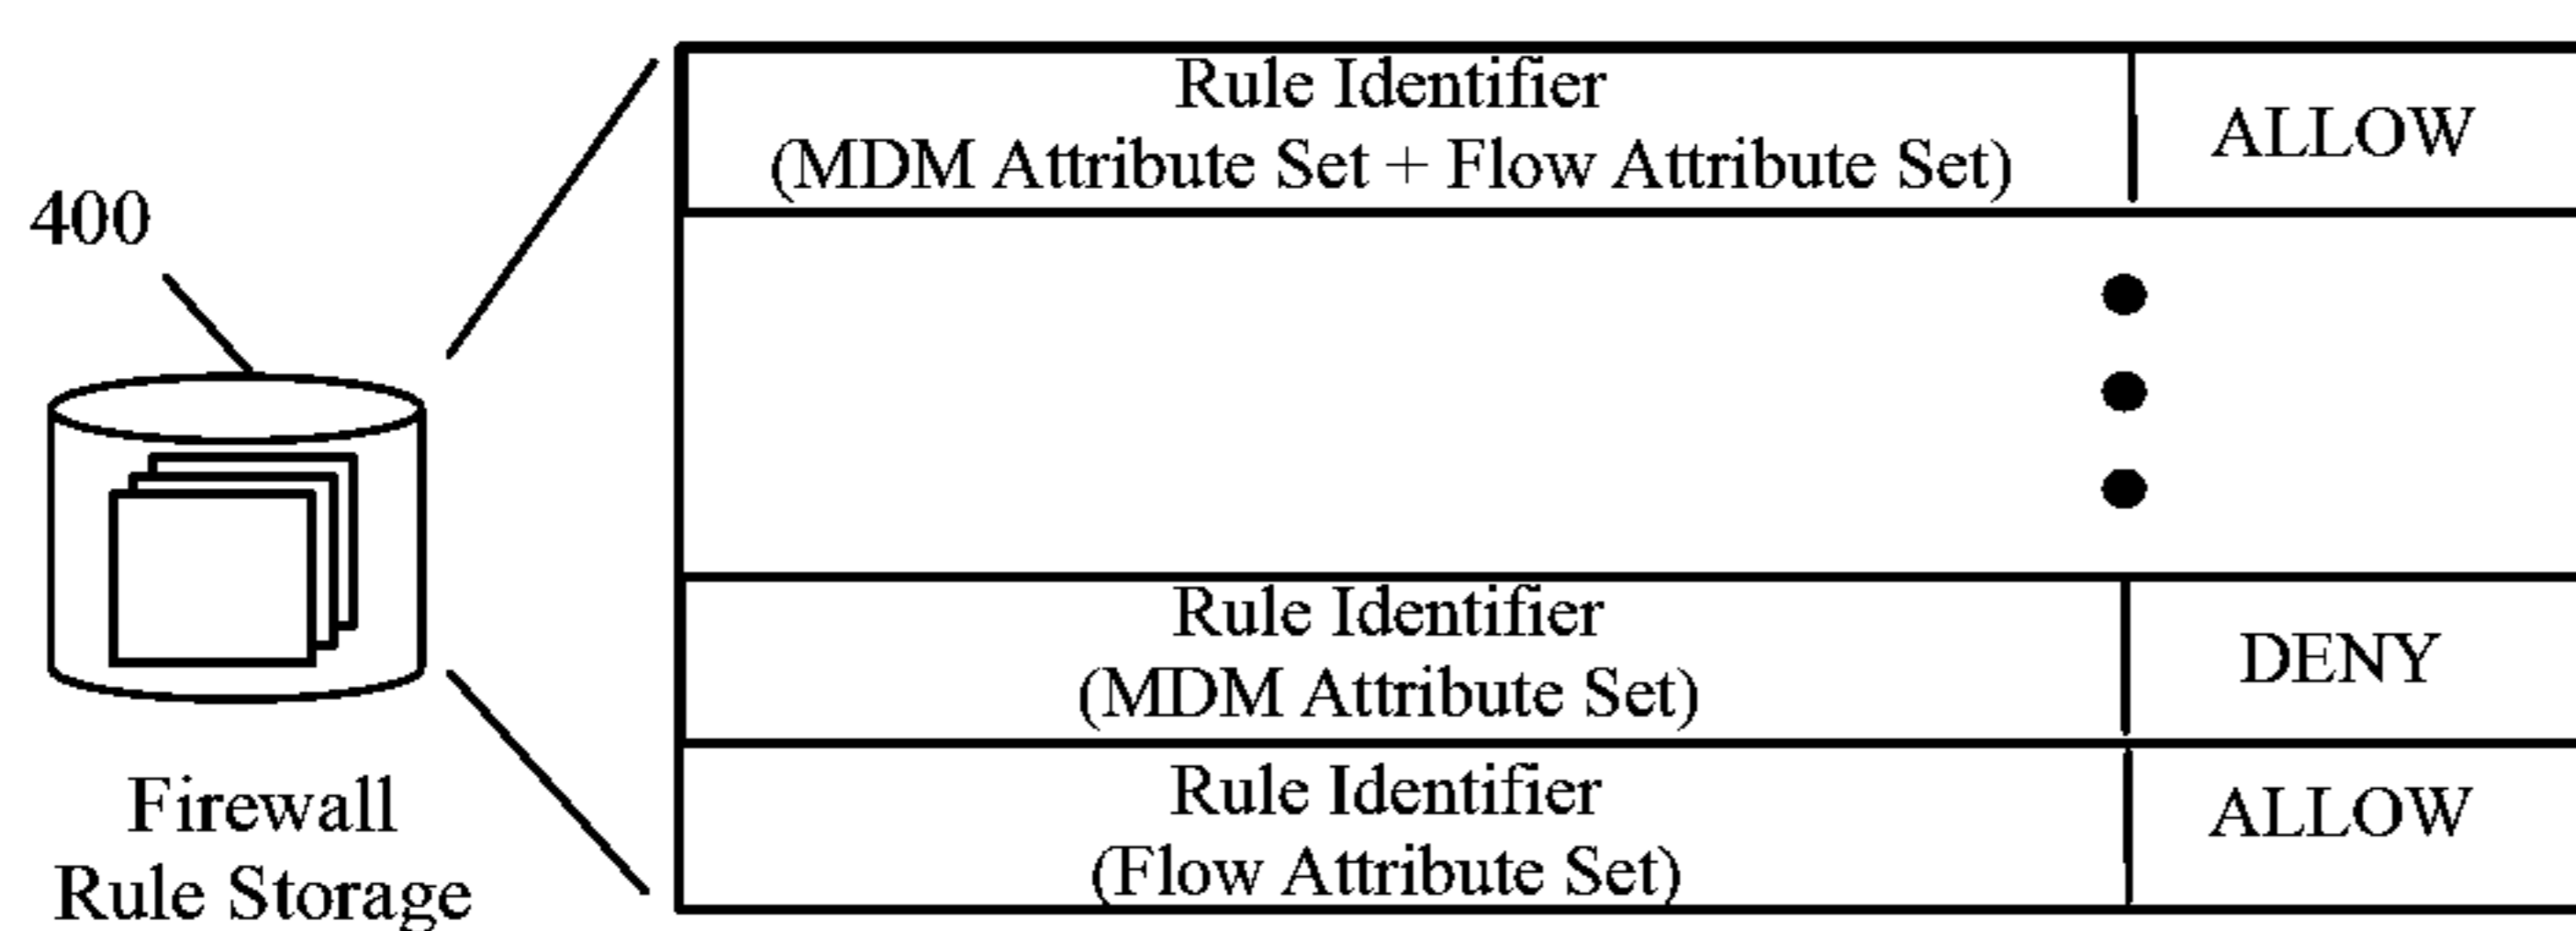 400
Firewall
Rule Storage
Rule Identifier
(MDM Attribute Set + Flow Attribute Set)
ALLOW
Rule Identifier
(MDM Attribute Set)
DENY
Rule Identifier
(Flow Attribute Set)
ALLOW